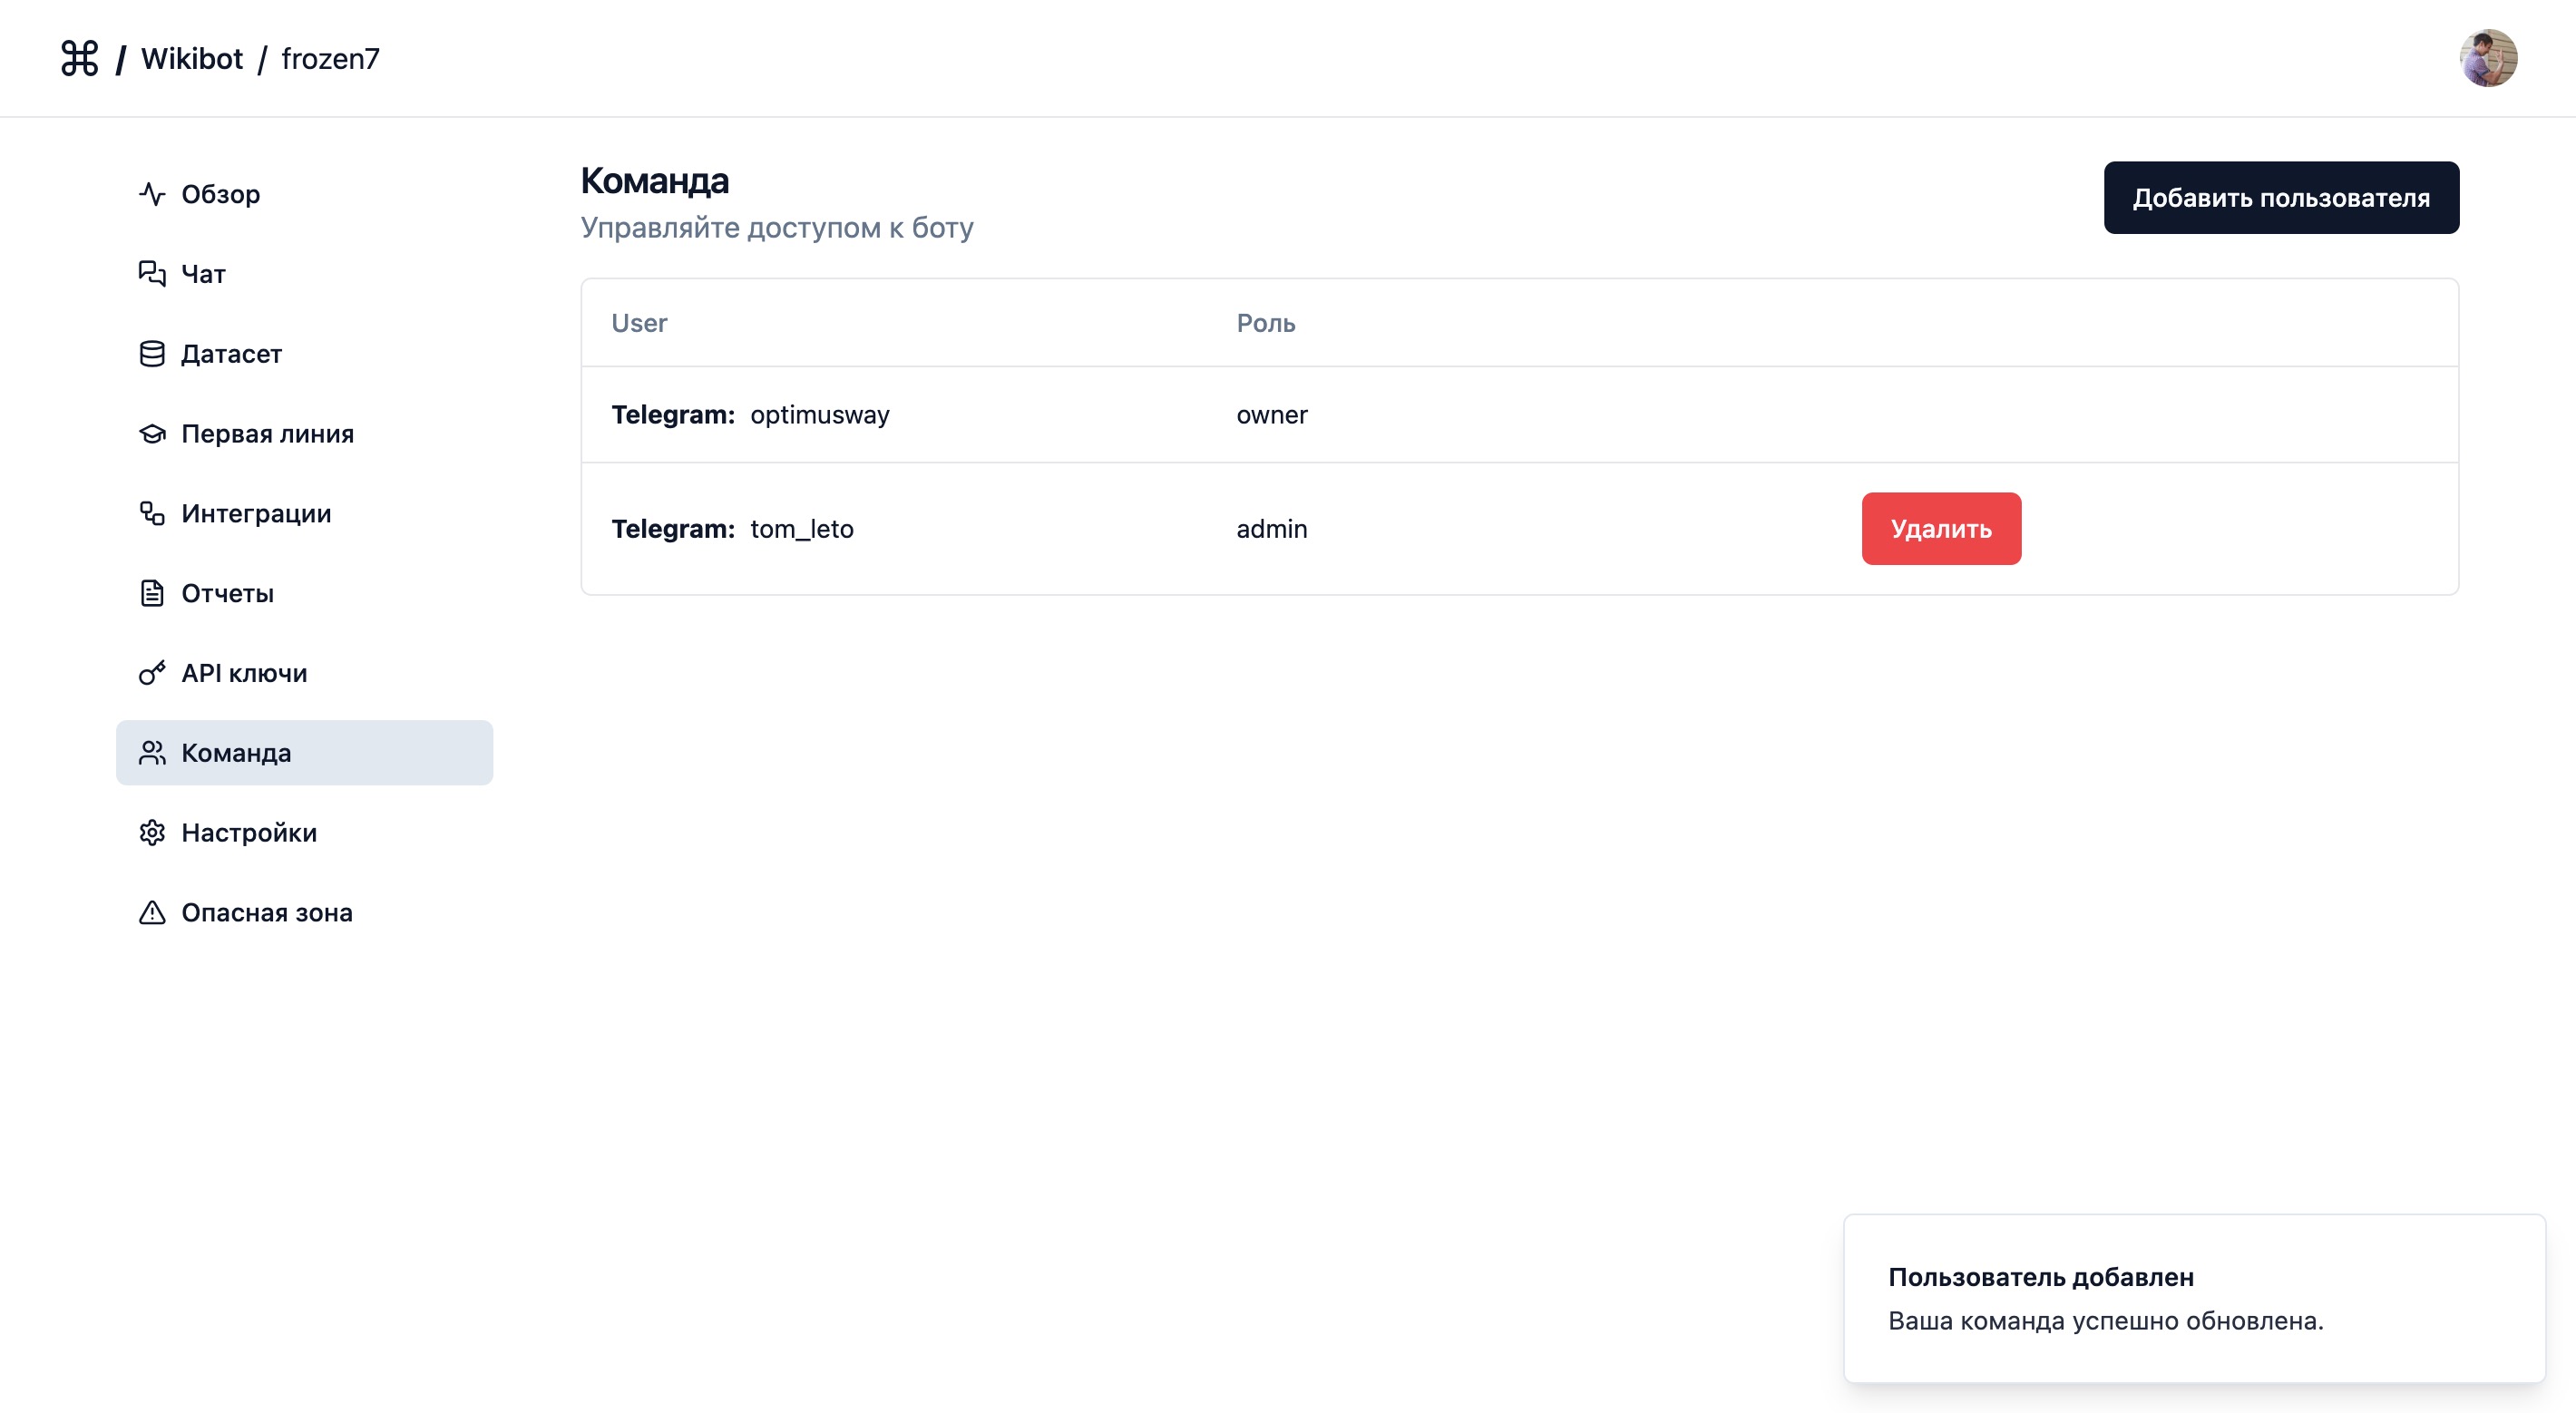 / Wikibot / frozen7
Обзор
Чат
Датасет
Первая линия
Интеграции
Отчеты
API ключи
Команда
Настройки
Опасная зона
Команда
Управляйте доступом к боту
Добавить пользователя
User Роль
Telegram: optimusway owner
Telegram: tom_leto admin Удалить
Пользователь добавлен
Ваша команда успешно обновлена.